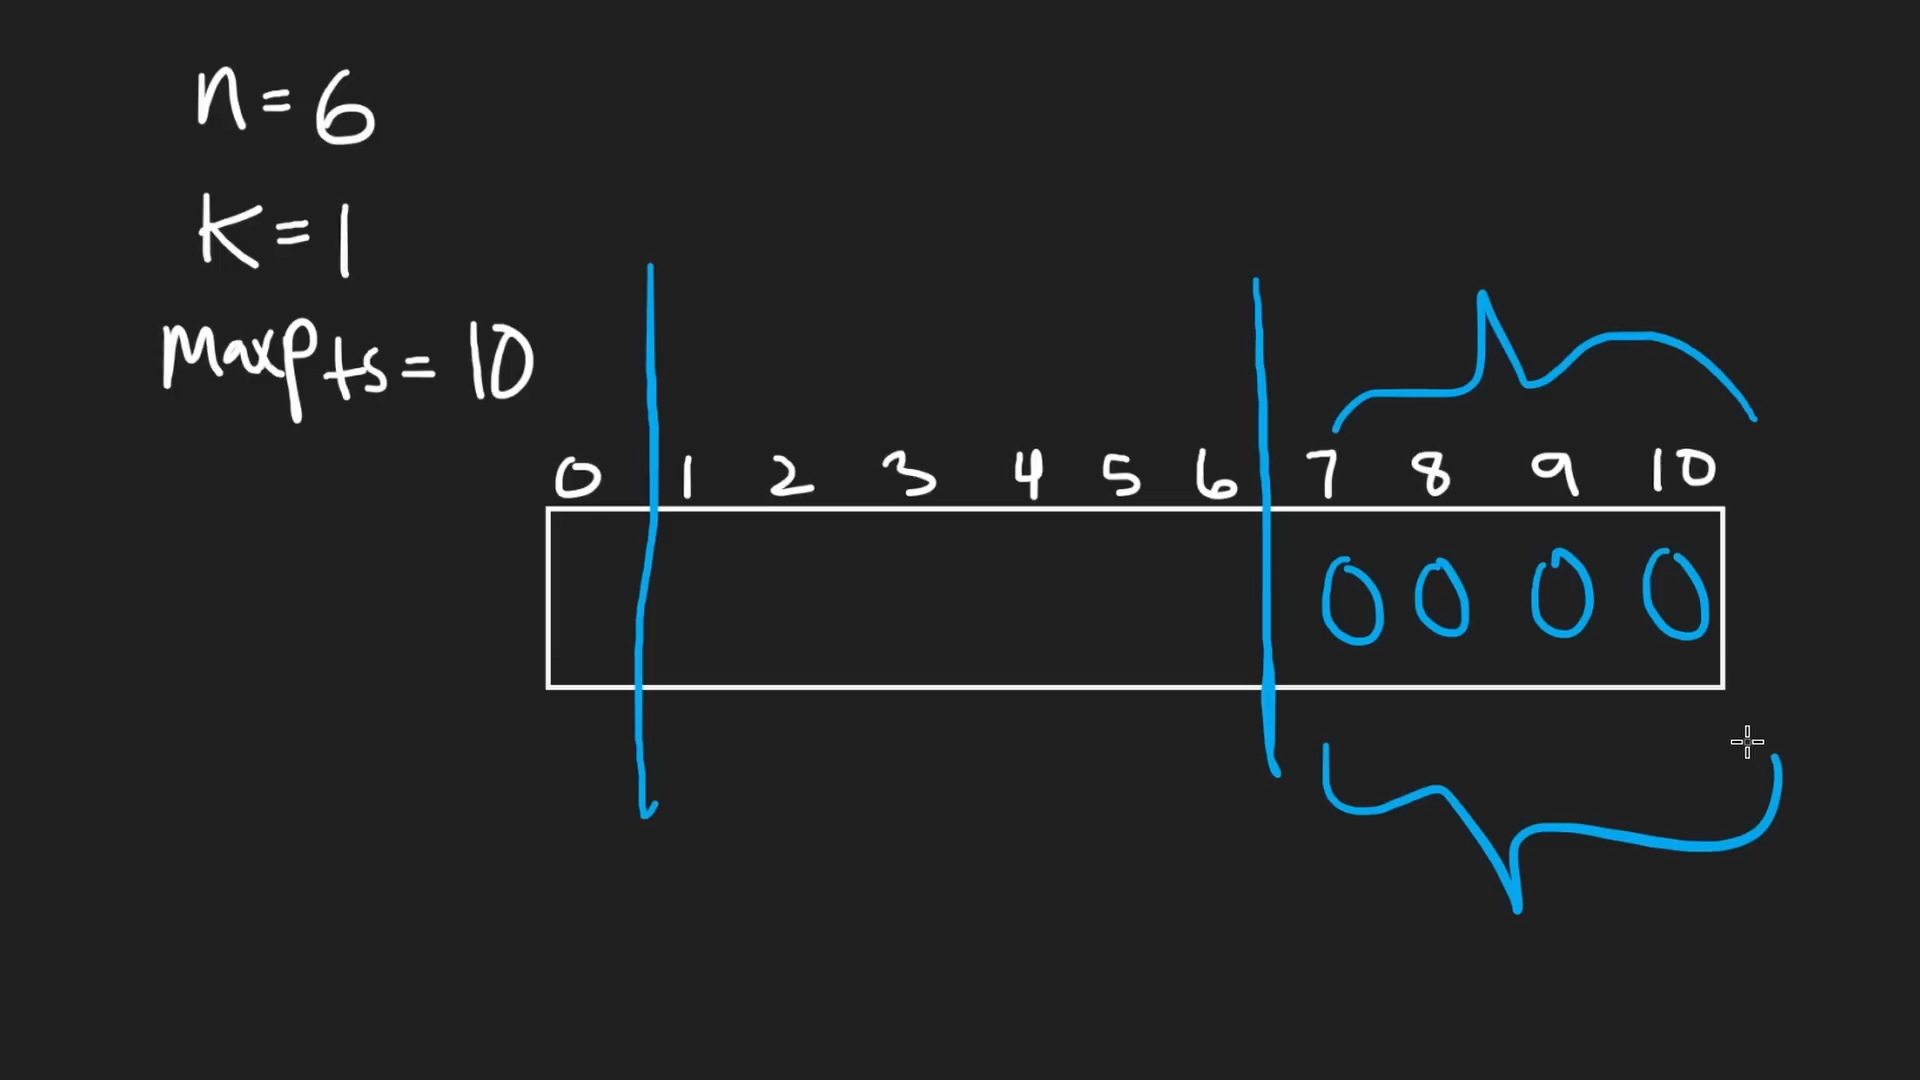 n = 6
K = 1
Maxpts = 10
0 1 2 3 4 5 6 7 8 9 10
0 0 0 0